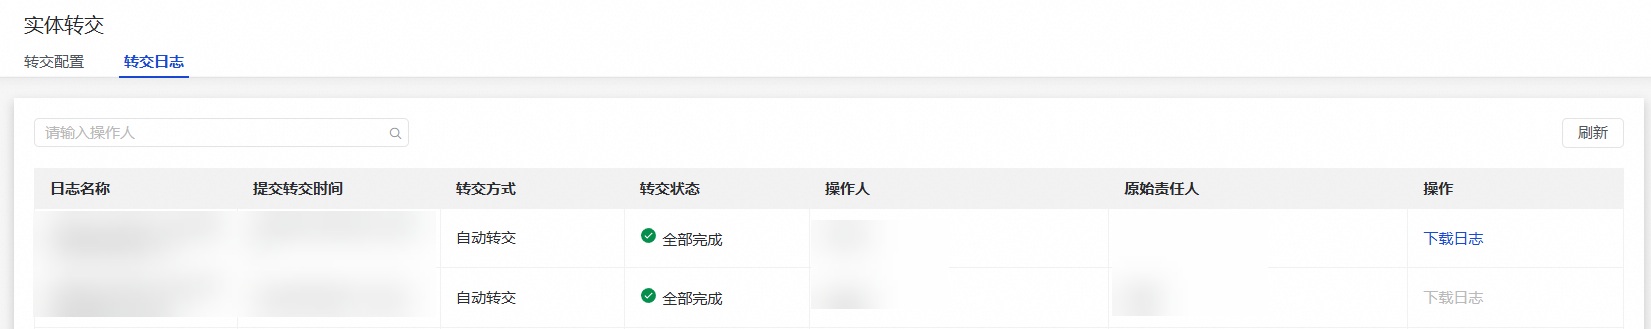 实体转交
转交配置 转交日志
请输入操作人 刷新
日志名称 提交转交时间 转交方式 转交状态 操作人 原始责任人 操作
自动转交 全部完成 下载日志
自动转交 全部完成 下载日志